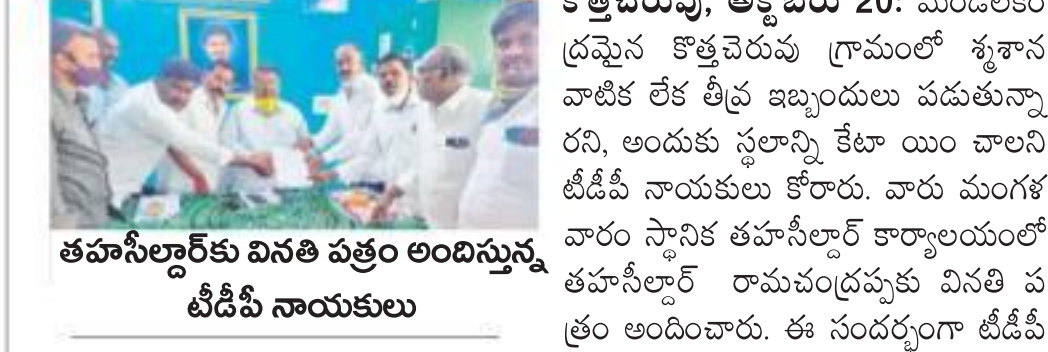 తహసీల్దార్‌కు వినతి పత్రం అందిస్తున్న
టీడీపీ నాయకులు
కొత్తచెరువు, అక్టోబరు 20: మండలకేం
ద్రమైన కొత్తచెరువు గ్రామంలో శ్మశాన
వాటిక లేక తీవ్ర ఇబ్బందులు పడుతున్నా
రని, అందుకు స్థలాన్ని కేటా యిం చాలని
టీడీపీ నాయకులు కోరారు. వారు మంగళ
వారం స్థానిక తహసీల్దార్ కార్యాలయంలో
తహసీల్దార్ రామచంద్రప్పకు వినతి ప
త్రం అందించారు. ఈ సందర్భంగా టీడీపీ